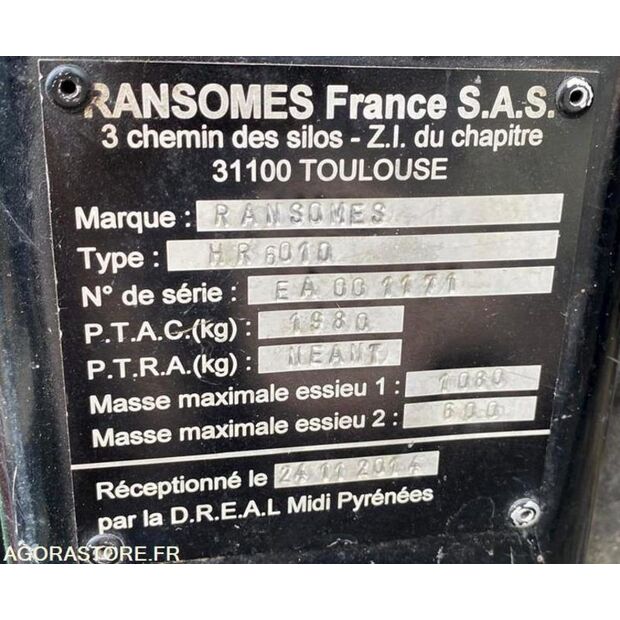 RANSOMES France S.A.S.
3 chemin des silos - Z.I. du chapitre
31100 TOULOUSE
Marque : RANSOMES
Type : HR 6010
N° de série : EA 001171
P.T.A.C.(kg) : 1980
P.T.R.A.(kg) : NEANT
Masse maximale essieu 1 : 1080
Masse maximale essieu 2 : 600
Réceptionné le 24 11 2014
par la D.R.E.A.L Midi Pyrénées
AGORASTORE.FR